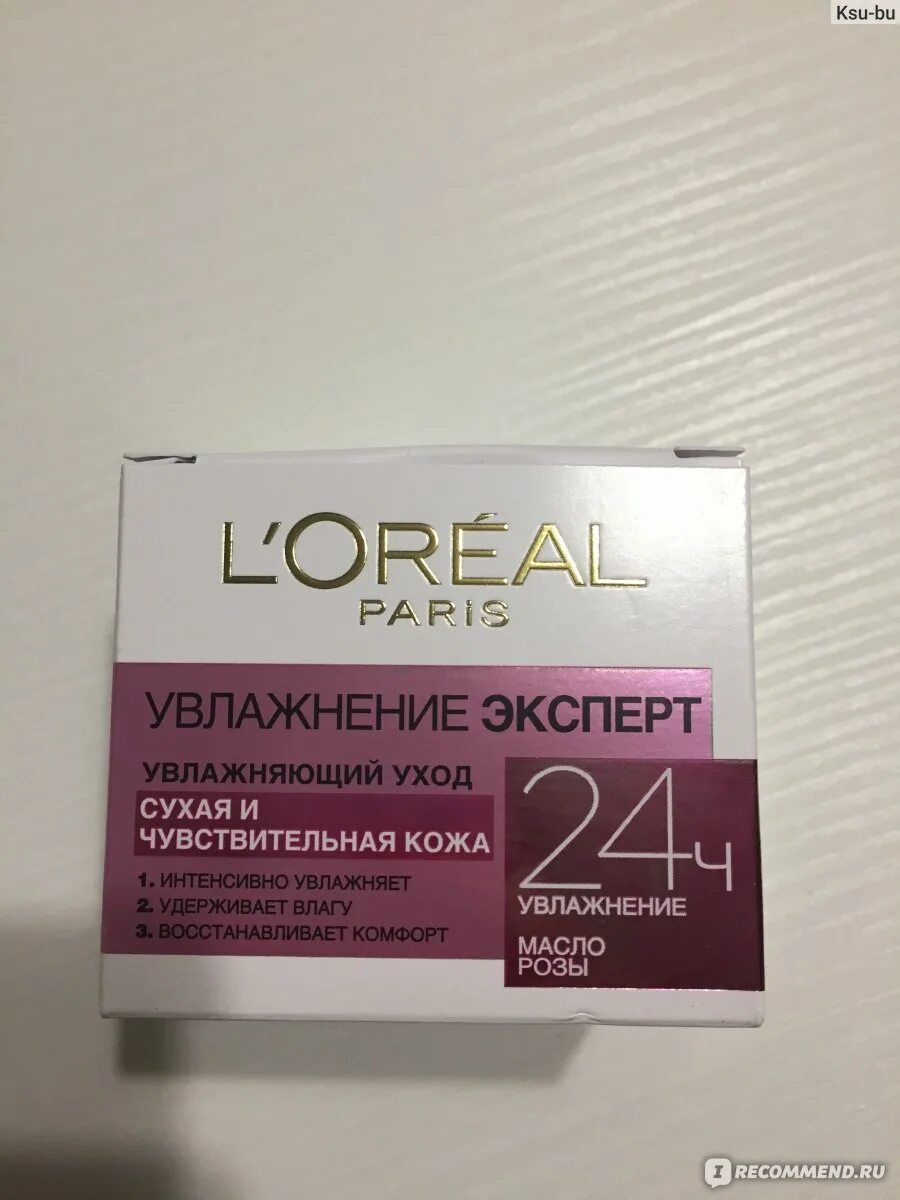 Ksu-bu
L'ORÉAL
PARiS
УВЛАЖНЕНИЕ ЭКСПЕРТ
УВЛАЖНЯЮЩИЙ УХОД
СУХАЯ И
ЧУВСТВИТЕЛЬНАЯ КОЖА
1. ИНТЕНСИВНО УВЛАЖНЯЕТ
2. УДЕРЖИВАЕТ ВЛАГУ
3. ВОССТАНАВЛИВАЕТ КОМФОРТ
24ч
УВЛАЖНЕНИЕ
МАСЛО
РОЗЫ
IRECOMMEND.RU